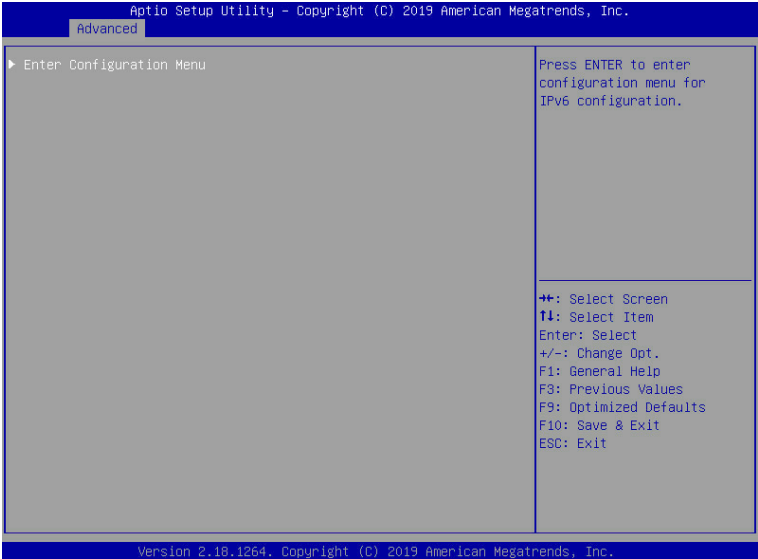 Aptio Setup Utility – Copyright (C) 2019 American Megatrends, Inc.
Advanced
▶ Enter Configuration Menu
Press ENTER to enter
configuration menu for
IPv6 configuration.
→←: Select Screen
↑↓: Select Item
Enter: Select
+/-: Change Opt.
F1: General Help
F3: Previous Values
F9: Optimized Defaults
F10: Save & Exit
ESC: Exit
Version 2.18.1264. Copyright (C) 2019 American Megatrends, Inc.